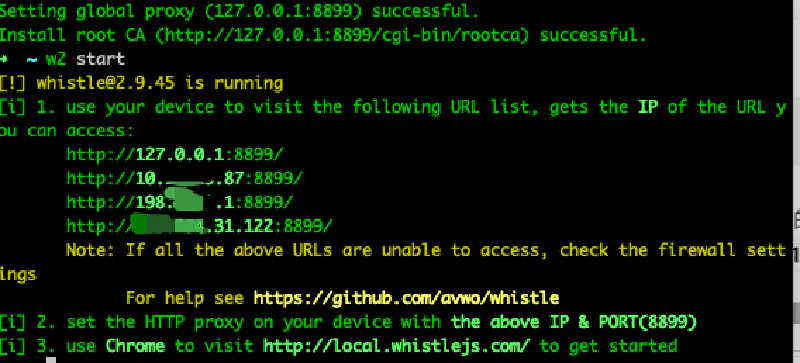 Setting global proxy (127.0.0.1:8899) successful.
Install root CA (http://127.0.0.1:8899/cgi-bin/rootca) successful.
➜ ~ w2 start
[!] whistle@2.9.45 is running
[i] 1. use your device to visit the following URL list, gets the IP of the URL y
ou can access:
http://127.0.0.1:8899/
http://10. .87:8899/
http://198. .1:8899/
http:// .31.122:8899/
Note: If all the above URLs are unable to access, check the firewall sett
ings
For help see https://github.com/avwo/whistle
[i] 2. set the HTTP proxy on your device with the above IP & PORT(8899)
[i] 3. use Chrome to visit http://local.whistlejs.com/ to get started